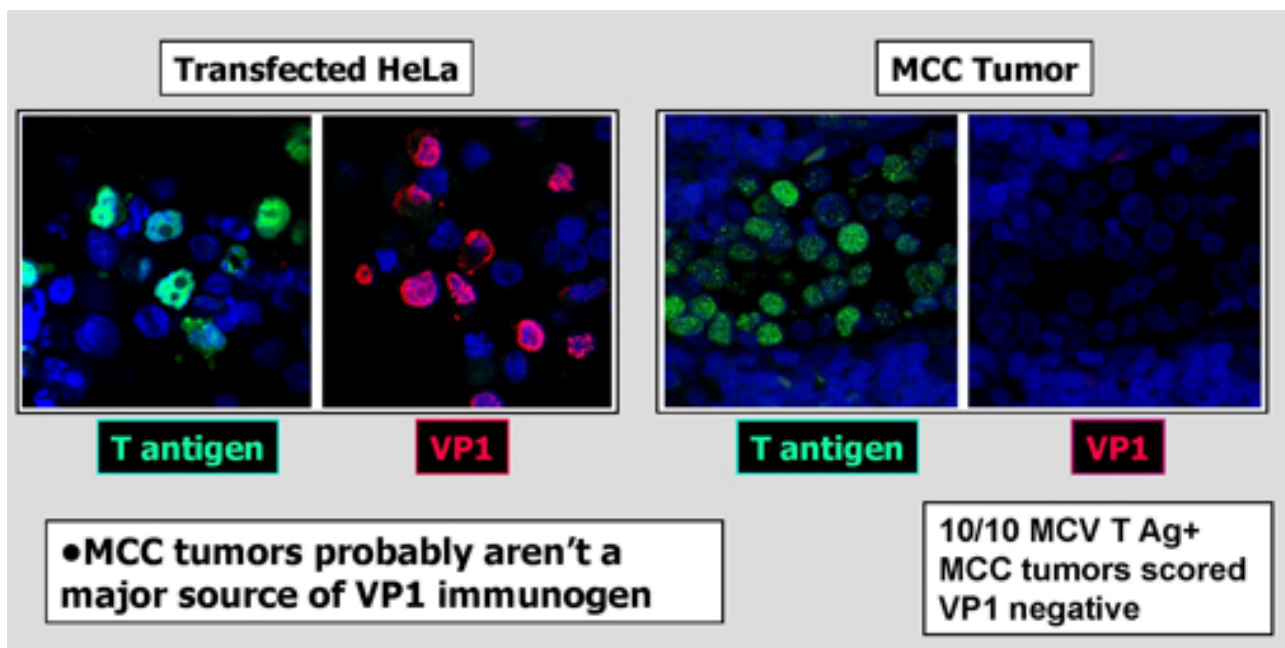 Transfected HeLa
MCC Tumor
T antigen
VP1
T antigen
VP1
●MCC tumors probably aren't a
major source of VP1 immunogen
10/10 MCV T Ag+
MCC tumors scored
VP1 negative